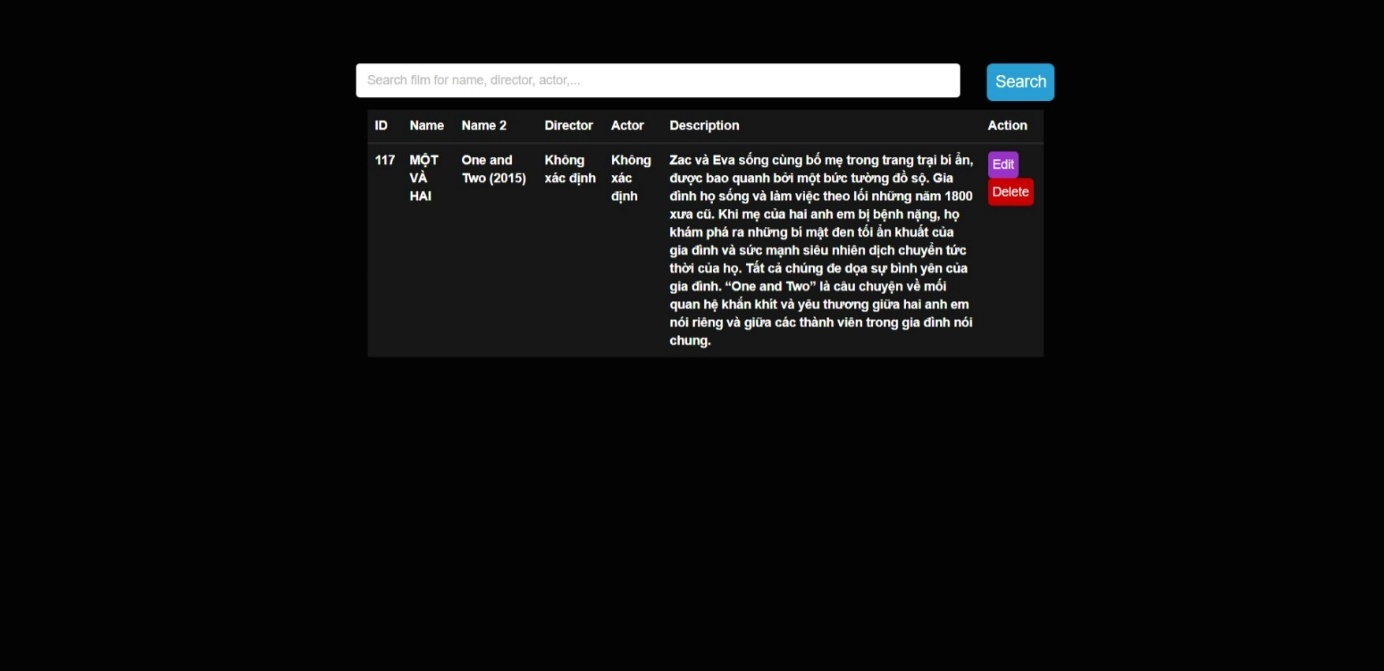 Search film for name, director, actor,...
Search
ID Name Name 2 Director Actor Description Action
117
MỘT
VÀ
HAI
One and
Two (2015)
Không
xác định
Không
xác
định
Zac và Eva sống cùng bố mẹ trong trang trại bí ẩn,
được bao quanh bởi một bức tường đồ sộ. Gia
đình họ sống và làm việc theo lối những năm 1800
xưa cũ. Khi mẹ của hai anh em bị bệnh nặng, họ
khám phá ra những bí mật đen tối ẩn khuất của
gia đình và sức mạnh siêu nhiên dịch chuyển tức
thời của họ. Tất cả chúng đe dọa sự bình yên của
gia đình. “One and Two” là câu chuyện về mối
quan hệ khắn khít và yêu thương giữa hai anh em
nói riêng và giữa các thành viên trong gia đình nói
chung.
Edit
Delete